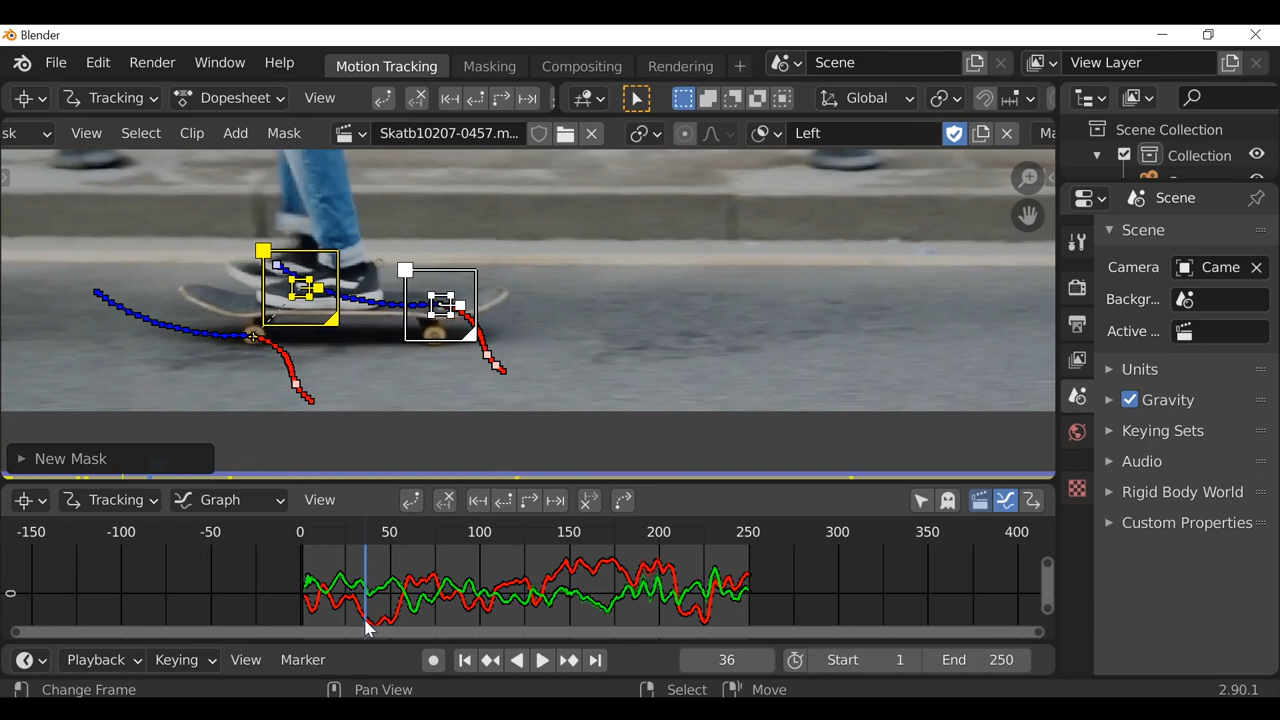 Blender
File Edit Render Window Help Motion Tracking Masking Compositing Rendering + Scene View Layer
Tracking Dopesheet View Global
sk View Select Clip Add Mask Skatb10207-0457.m... Left Ma
Scene Collection
Collection
Scene
Scene
Camera Came
Backgr...
Active ...
Units
Gravity
Keying Sets
Audio
Rigid Body World
Custom Properties
New Mask
Tracking Graph View
-150 -100 -50 0 50 100 150 200 250 300 350 400
0
Playback Keying View Marker 36 Start 1 End 250
Change Frame Pan View Select Move 2.90.1